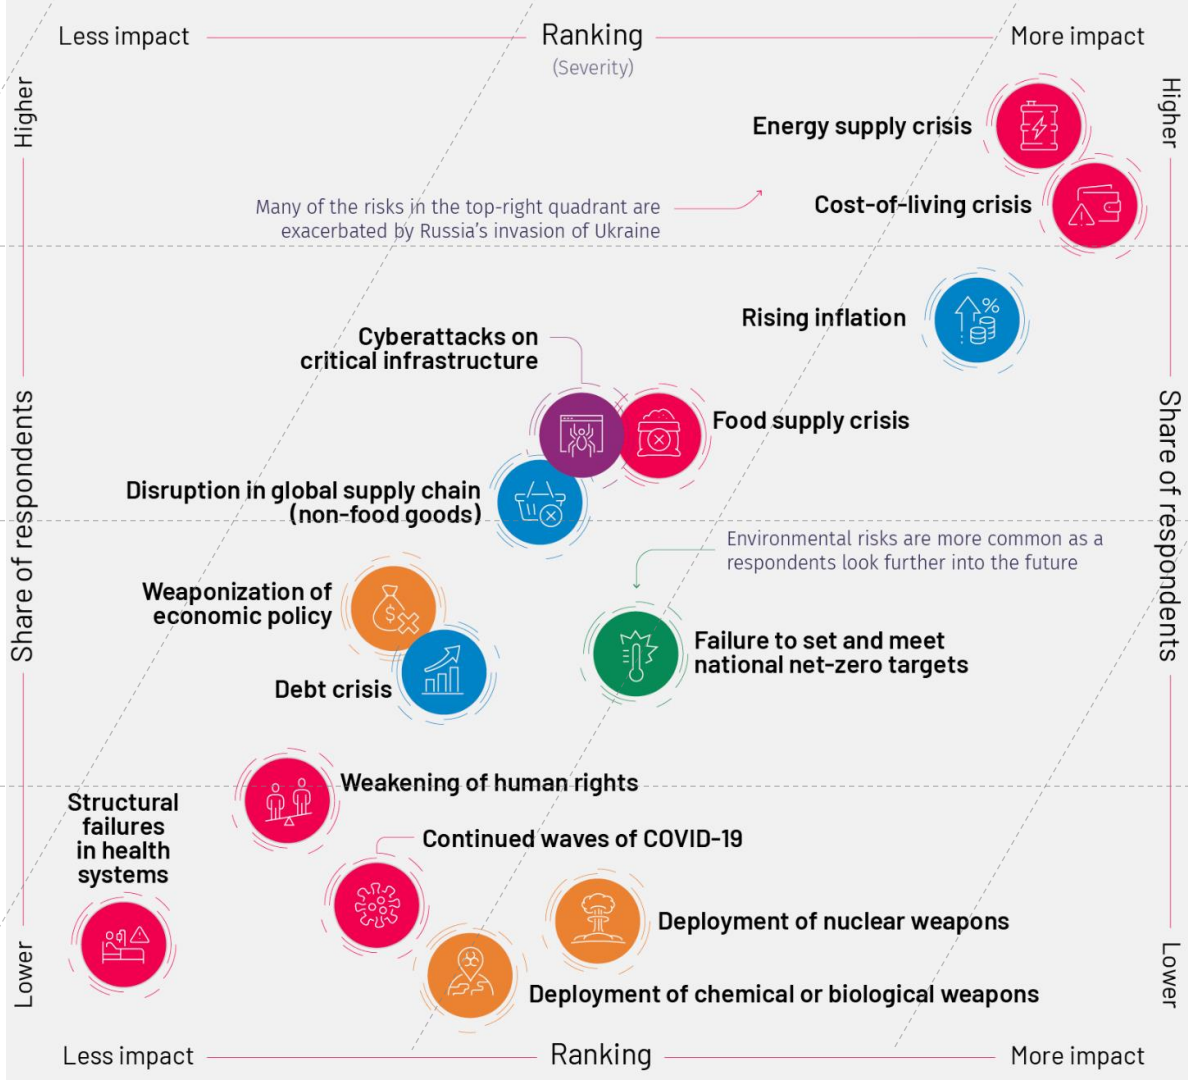 Less impact
Ranking
More impact
(Severity)
Higher
Higher
Energy supply crisis
Cost-of-living crisis
Many of the risks in the top-right quadrant are
exacerbated by Russia’s invasion of Ukraine
Rising inflation
%
Cyberattacks on
critical infrastructure
Food supply crisis
Share of respondents
Share of respondents
Disruption in global supply chain
(non-food goods)
Environmental risks are more common as a
respondents look further into the future
Weaponization of
economic policy
$
Failure to set and meet
national net-zero targets
Debt crisis
Weakening of human rights
Structural
failures
in health
systems
Continued waves of COVID-19
Deployment of nuclear weapons
Lower
Lower
Deployment of chemical or biological weapons
Less impact
Ranking
More impact